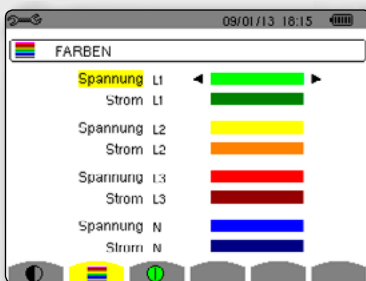 09/01/13 18:15
FARBEN
Spannung L1
Strom L1
Spannung L2
Strom L2
Spannung L3
Strom L3
Spannung N
Strom N